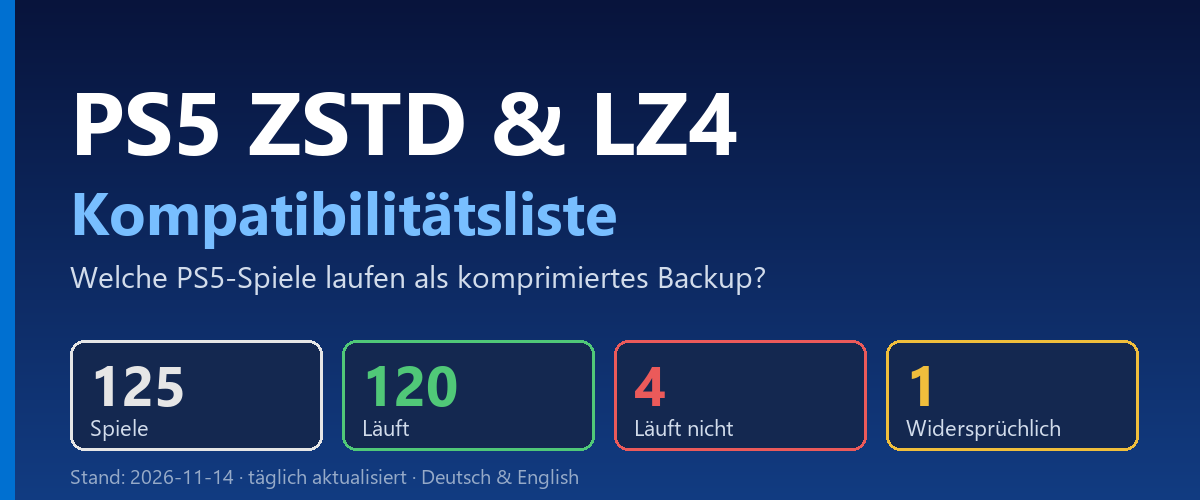 PS5 ZSTD & LZ4
Kompatibilitätsliste
Welche PS5-Spiele laufen als komprimiertes Backup?
125
Spiele
120
Läuft
4
Läuft nicht
1
Widersprüchlich
Stand: 2026-11-14 · täglich aktualisiert · Deutsch & English